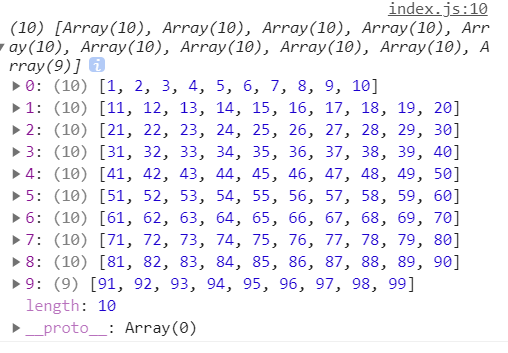 index.js:10
(10) [Array(10), Array(10), Array(10), Array(10), Arr
ay(10), Array(10), Array(10), Array(10), Array(10), A
rray(9)] i
0: (10) [1, 2, 3, 4, 5, 6, 7, 8, 9, 10]
1: (10) [11, 12, 13, 14, 15, 16, 17, 18, 19, 20]
2: (10) [21, 22, 23, 24, 25, 26, 27, 28, 29, 30]
3: (10) [31, 32, 33, 34, 35, 36, 37, 38, 39, 40]
4: (10) [41, 42, 43, 44, 45, 46, 47, 48, 49, 50]
5: (10) [51, 52, 53, 54, 55, 56, 57, 58, 59, 60]
6: (10) [61, 62, 63, 64, 65, 66, 67, 68, 69, 70]
7: (10) [71, 72, 73, 74, 75, 76, 77, 78, 79, 80]
8: (10) [81, 82, 83, 84, 85, 86, 87, 88, 89, 90]
9: (9) [91, 92, 93, 94, 95, 96, 97, 98, 99]
length: 10
__proto__: Array(0)